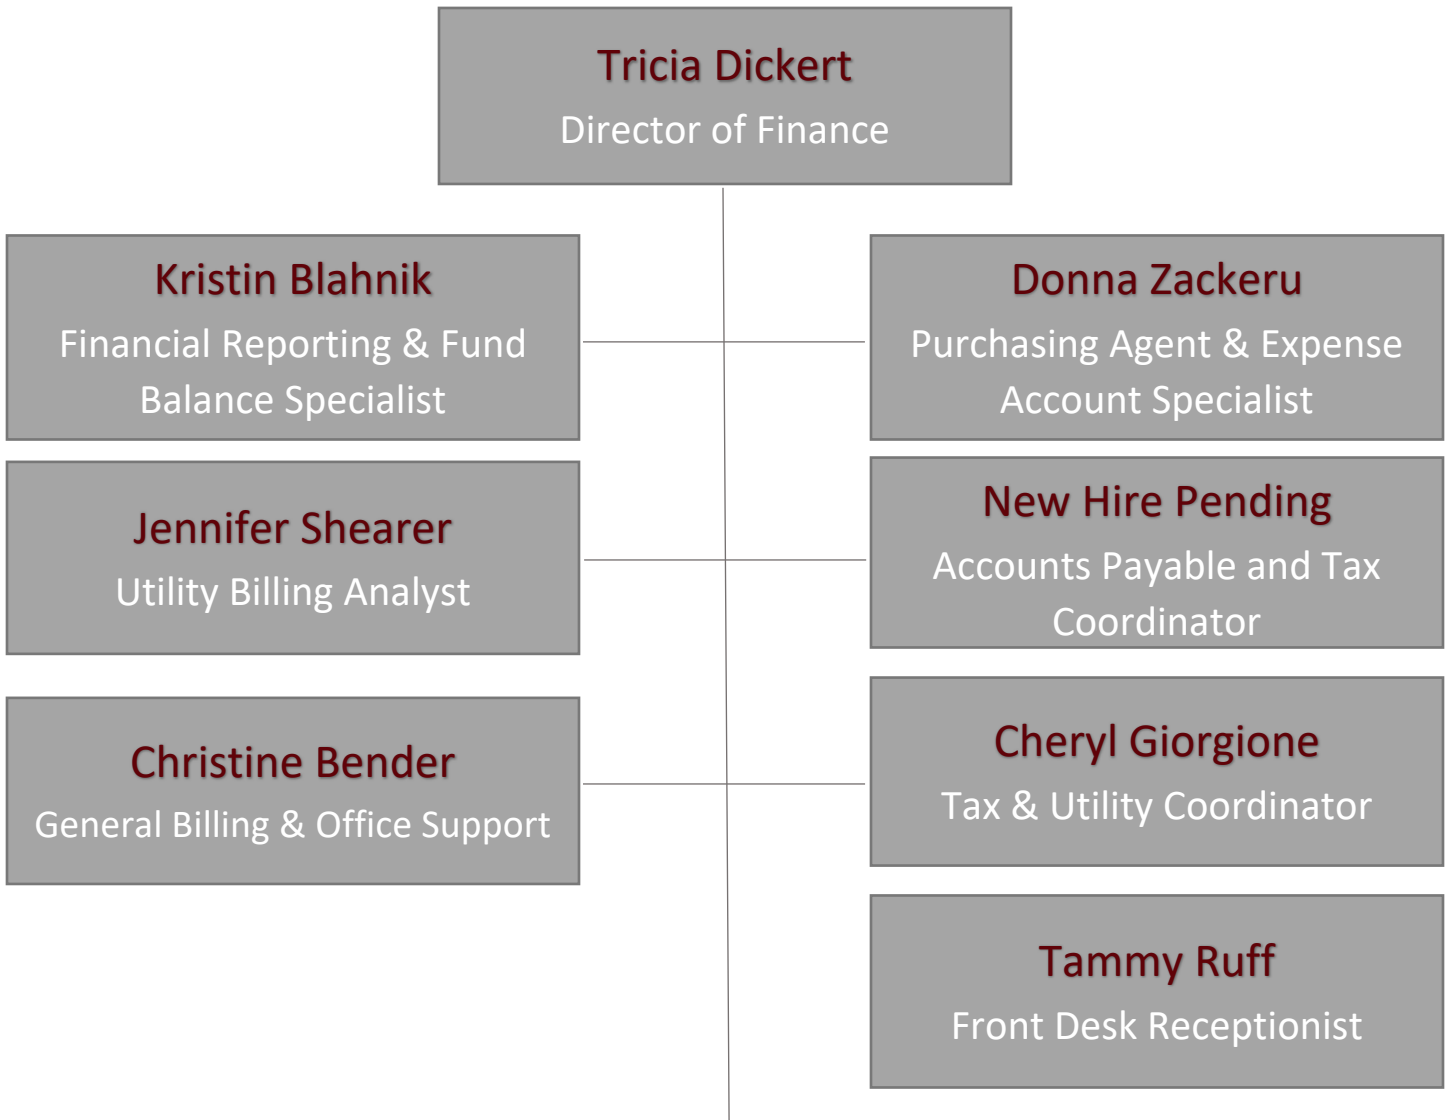 Tricia Dickert
Director of Finance
Kristin Blahnik
Financial Reporting & Fund
Balance Specialist
Donna Zackeru
Purchasing Agent & Expense
Account Specialist
Jennifer Shearer
Utility Billing Analyst
New Hire Pending
Accounts Payable and Tax
Coordinator
Christine Bender
General Billing & Office Support
Cheryl Giorgione
Tax & Utility Coordinator
Tammy Ruff
Front Desk Receptionist